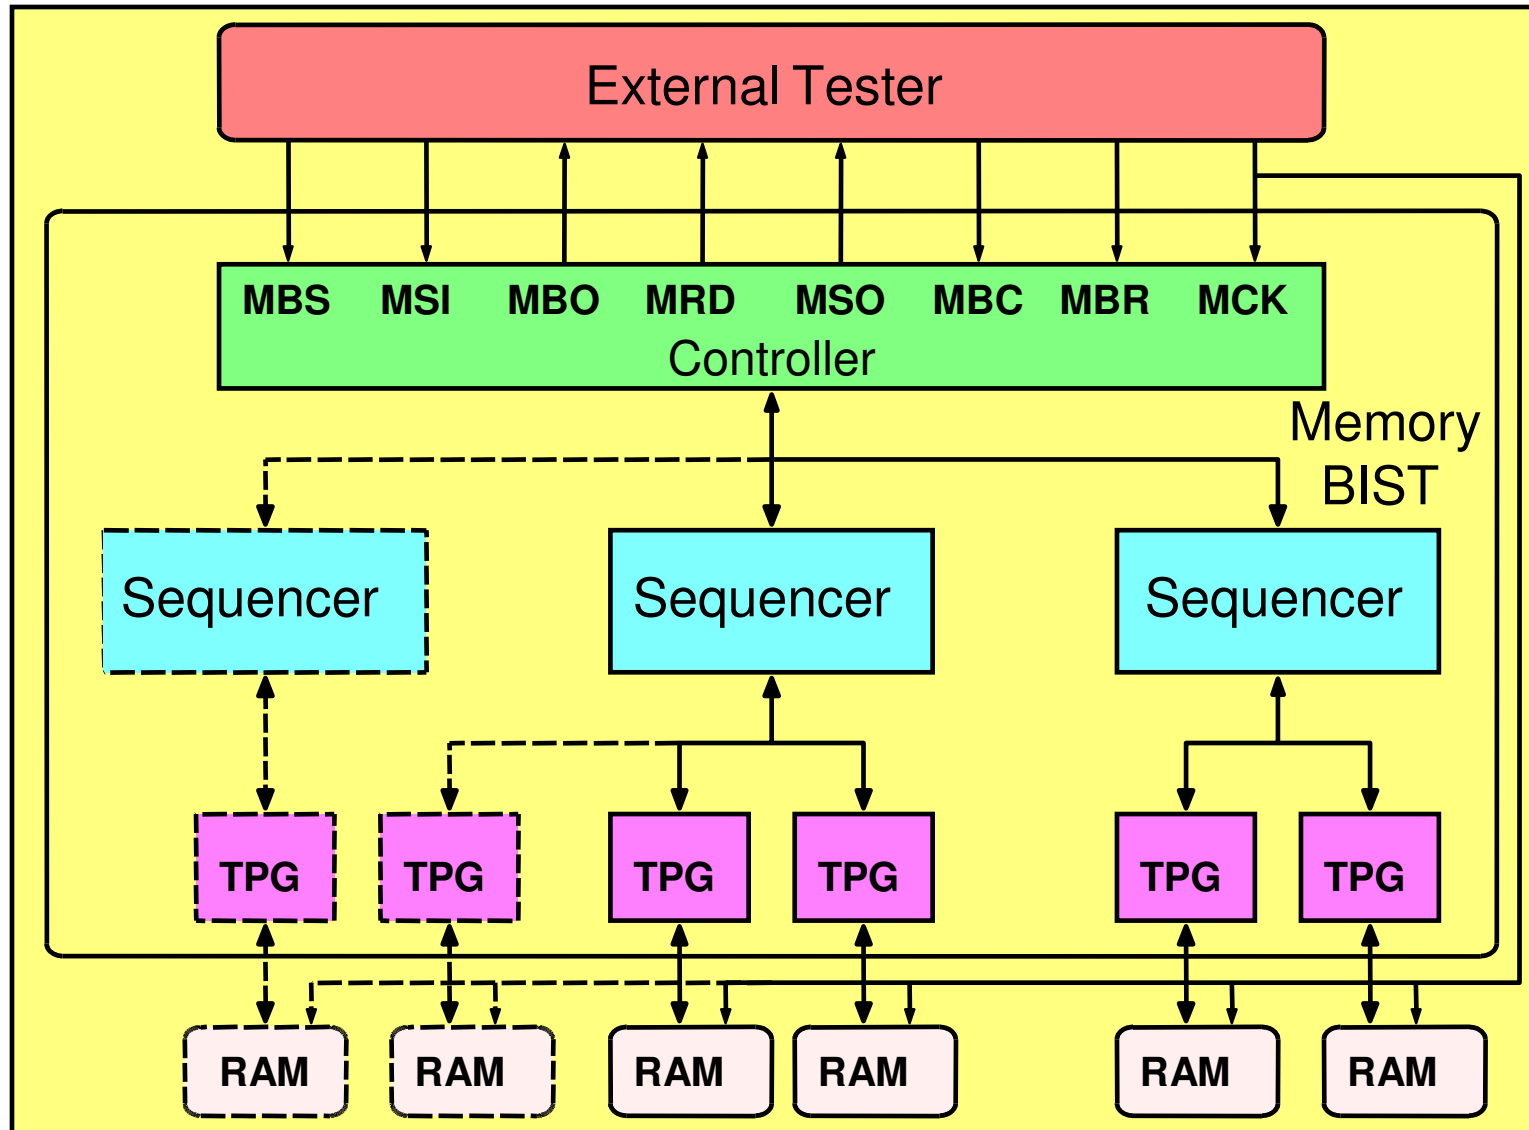 External Tester
MBS MSI MBO MRD MSO MBC MBR MCK
Controller
Memory
BIST
Sequencer Sequencer Sequencer
TPG TPG TPG TPG TPG TPG
RAM RAM RAM RAM RAM RAM